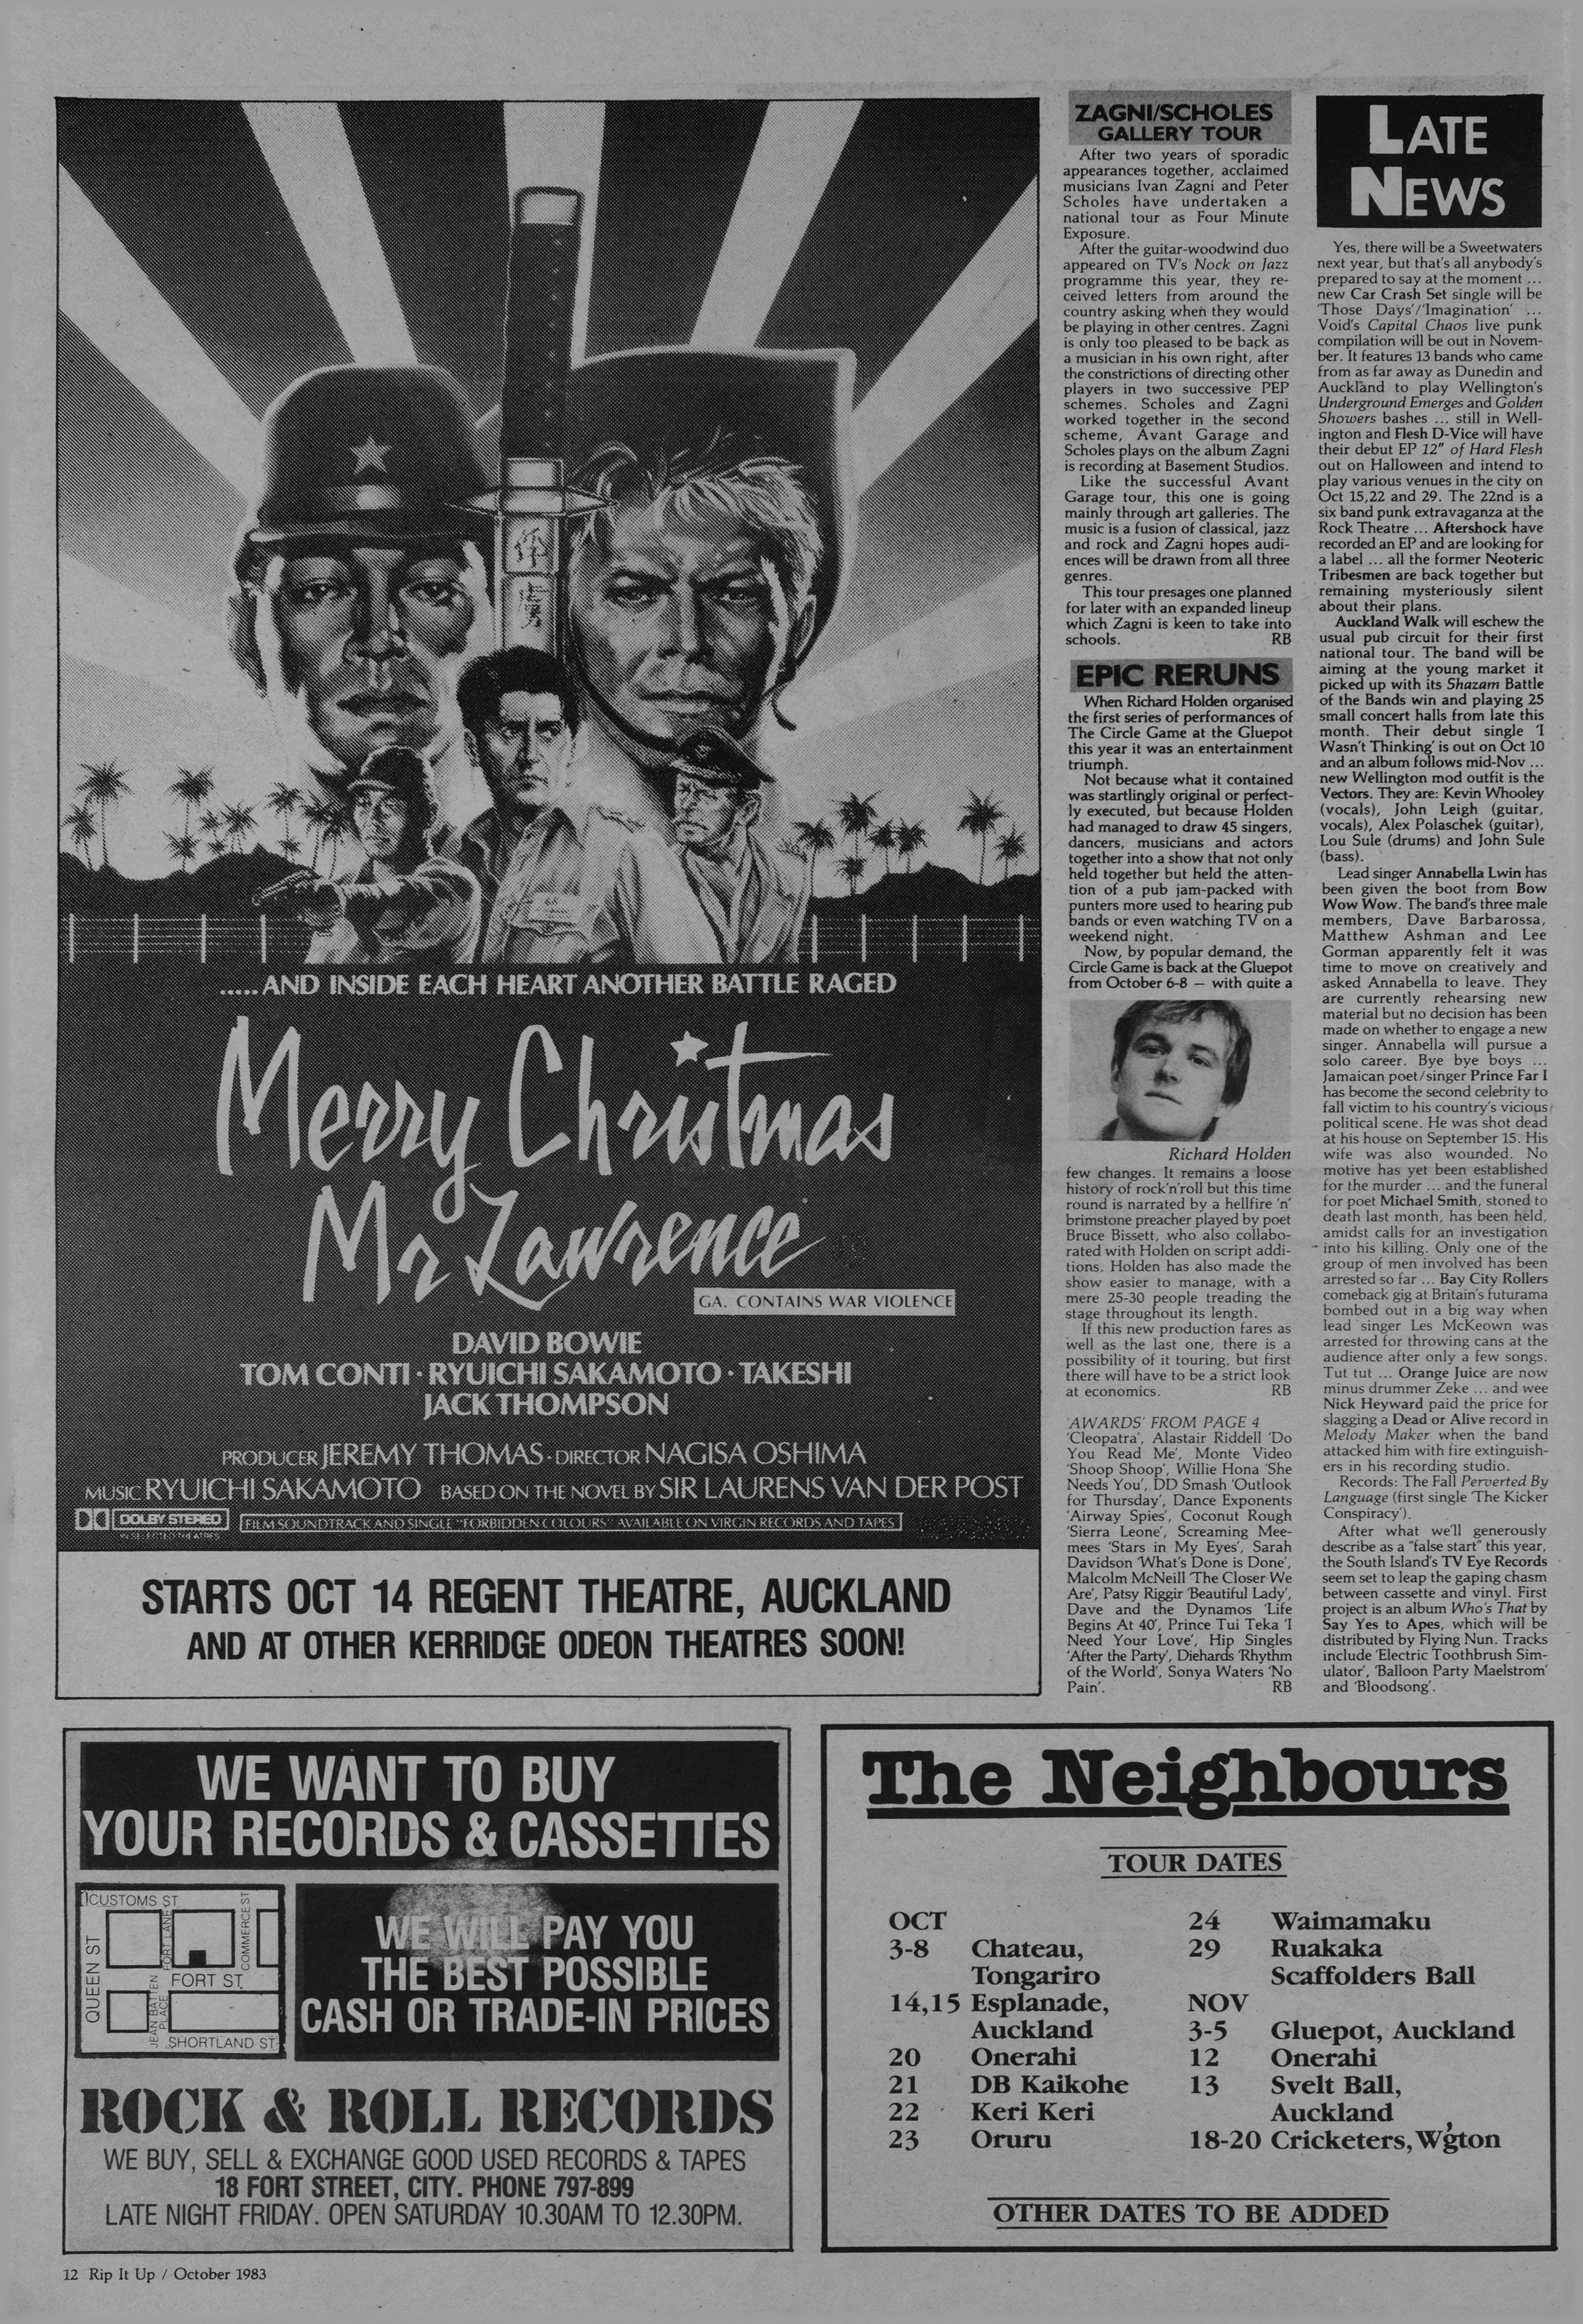 俘
虜
.....AND INSIDE EACH HEART ANOTHER BATTLE RAGED
Merry Christmas
Mr Lawrence
GA. CONTAINS WAR VIOLENCE
DAVID BOWIE
TOM CONTI · RYUICHI SAKAMOTO · TAKESHI
JACK THOMPSON
PRODUCER JEREMY THOMAS · DIRECTOR NAGISA OSHIMA
MUSIC RYUICHI SAKAMOTO BASED ON THE NOVEL BY SIR LAURENS VAN DER POST
DOLBY STEREO
IN SELECTED THEATRES
FILM SOUNDTRACK AND SINGLE "FORBIDDEN COLOURS" AVAILABLE ON VIRGIN RECORDS AND TAPES
STARTS OCT 14 REGENT THEATRE, AUCKLAND
AND AT OTHER KERRIDGE ODEON THEATRES SOON!
ZAGNI/SCHOLES
GALLERY TOUR
After two years of sporadic
appearances together, acclaimed
musicians Ivan Zagni and Peter
Scholes have undertaken a
national tour as Four Minute
Exposure.
After the guitar-woodwind duo
appeared on TV's Nock on Jazz
programme this year, they re-
ceived letters from around the
country asking when they would
be playing in other centres. Zagni
is only too pleased to be back as
a musician in his own right, after
the constrictions of directing other
players in two successive PEP
schemes. Scholes and Zagni
worked together in the second
scheme, Avant Garage and
Scholes plays on the album Zagni
is recording at Basement Studios.
Like the successful Avant
Garage tour, this one is going
mainly through art galleries. The
music is a fusion of classical, jazz
and rock and Zagni hopes audi-
ences will be drawn from all three
genres.
This tour presages one planned
for later with an expanded lineup
which Zagni is keen to take into
schools. RB
EPIC RERUNS
When Richard Holden organised
the first series of performances of
The Circle Game at the Gluepot
this year it was an entertainment
triumph.
Not because what it contained
was startlingly original or perfect-
ly executed, but because Holden
had managed to draw 45 singers,
dancers, musicians and actors
together into a show that not only
held together but held the atten-
tion of a pub jam-packed with
punters more used to hearing pub
bands or even watching TV on a
weekend night.
Now, by popular demand, the
Circle Game is back at the Gluepot
from October 6-8 — with quite a
Richard Holden
few changes. It remains a loose
history of rock'n'roll but this time
round is narrated by a hellfire 'n'
brimstone preacher played by poet
Bruce Bissett, who also collabo-
rated with Holden on script addi-
tions. Holden has also made the
show easier to manage, with a
mere 25-30 people treading the
stage throughout its length.
If this new production fares as
well as the last one, there is a
possibility of it touring, but first
there will have to be a strict look
at economics. RB
'AWARDS' FROM PAGE 4
'Cleopatra', Alastair Riddell 'Do
You Read Me', Monte Video
'Shoop Shoop', Willie Hona 'She
Needs You', DD Smash 'Outlook
for Thursday', Dance Exponents
'Airway Spies', Coconut Rough
'Sierra Leone', Screaming Mee-
mees 'Stars in My Eyes', Sarah
Davidson 'What's Done is Done',
Malcolm McNeill 'The Closer We
Are', Patsy Riggir 'Beautiful Lady',
Dave and the Dynamos 'Life
Begins At 40', Prince Tui Teka 'I
Need Your Love', Hip Singles
'After the Party', Diehards 'Rhythm
of the World', Sonya Waters 'No
Pain'. RB
LATE
NEWS
Yes, there will be a Sweetwaters
next year, but that's all anybody's
prepared to say at the moment ...
new Car Crash Set single will be
'Those Days'/'Imagination' ...
Void's Capital Chaos live punk
compilation will be out in Novem-
ber. It features 13 bands who came
from as far away as Dunedin and
Auckland to play Wellington's
Underground Emerges and Golden
Showers bashes ... still in Well-
ington and Flesh D-Vice will have
their debut EP 12" of Hard Flesh
out on Halloween and intend to
play various venues in the city on
Oct 15,22 and 29. The 22nd is a
six band punk extravaganza at the
Rock Theatre ... Aftershock have
recorded an EP and are looking for
a label ... all the former Neoteric
Tribesmen are back together but
remaining mysteriously silent
about their plans.
Auckland Walk will eschew the
usual pub circuit for their first
national tour. The band will be
aiming at the young market it
picked up with its Shazam Battle
of the Bands win and playing 25
small concert halls from late this
month. Their debut single 'I
Wasn't Thinking' is out on Oct 10
and an album follows mid-Nov ...
new Wellington mod outfit is the
Vectors. They are: Kevin Whooley
(vocals), John Leigh (guitar,
vocals), Alex Polaschek (guitar),
Lou Sule (drums) and John Sule
(bass).
Lead singer Annabella Lwin has
been given the boot from Bow
Wow Wow. The band's three male
members, Dave Barbarossa,
Matthew Ashman and Lee
Gorman apparently felt it was
time to move on creatively and
asked Annabella to leave. They
are currently rehearsing new
material but no decision has been
made on whether to engage a new
singer. Annabella will pursue a
solo career. Bye bye boys ...
Jamaican poet/singer Prince Far I
has become the second celebrity to
fall victim to his country's vicious
political scene. He was shot dead
at his house on September 15. His
wife was also wounded. No
motive has yet been established
for the murder ... and the funeral
for poet Michael Smith, stoned to
death last month, has been held,
amidst calls for an investigation
into his killing. Only one of the
group of men involved has been
arrested so far ... Bay City Rollers
comeback gig at Britain's futurama
bombed out in a big way when
lead singer Les McKeown was
arrested for throwing cans at the
audience after only a few songs.
Tut tut ... Orange Juice are now
minus drummer Zeke ... and wee
Nick Heyward paid the price for
slagging a Dead or Alive record in
Melody Maker when the band
attacked him with fire extinguish-
ers in his recording studio.
Records: The Fall Perverted By
Language (first single 'The Kicker
Conspiracy').
After what we'll generously
describe as a "false start" this year,
the South Island's TV Eye Records
seem set to leap the gaping chasm
between cassette and vinyl. First
project is an album Who's That by
Say Yes to Apes, which will be
distributed by Flying Nun. Tracks
include 'Electric Toothbrush Sim-
ulator', 'Balloon Party Maelstrom'
and 'Bloodsong'.
WE WANT TO BUY
YOUR RECORDS & CASSETTES
CUSTOMS ST
QUEEN ST
FORT LANE
COMMERCE ST
FORT ST
JEAN BATTEN
PLACE
SHORTLAND ST
WE WILL PAY YOU
THE BEST POSSIBLE
CASH OR TRADE-IN PRICES
ROCK & ROLL RECORDS
WE BUY, SELL & EXCHANGE GOOD USED RECORDS & TAPES
18 FORT STREET, CITY. PHONE 797-899
LATE NIGHT FRIDAY. OPEN SATURDAY 10.30AM TO 12.30PM.
The Neighbours
TOUR DATES
OCT
3-8 Chateau,
Tongariro
14,15 Esplanade,
Auckland
20 Onerahi
21 DB Kaikohe
22 Keri Keri
23 Oruru
24 Waimamaku
29 Ruakaka
Scaffolders Ball
NOV
3-5 Gluepot, Auckland
12 Onerahi
13 Svelt Ball,
Auckland
18-20 Cricketers, W'gton
OTHER DATES TO BE ADDED
12 Rip It Up / October 1983